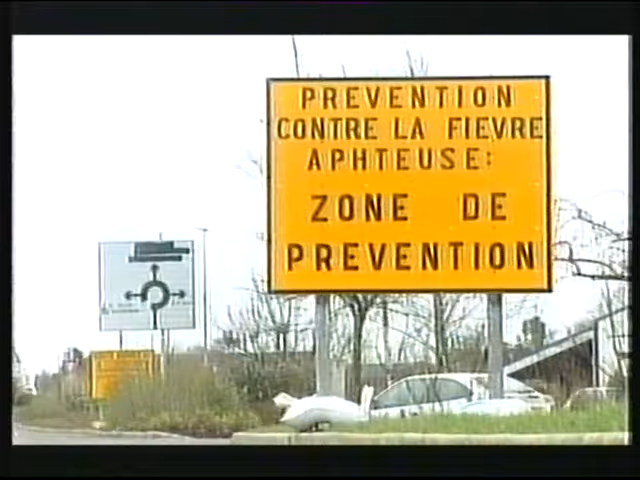 PREVENTION
CONTRE LA FIEVRE
APHTEUSE:
ZONE DE
PREVENTION